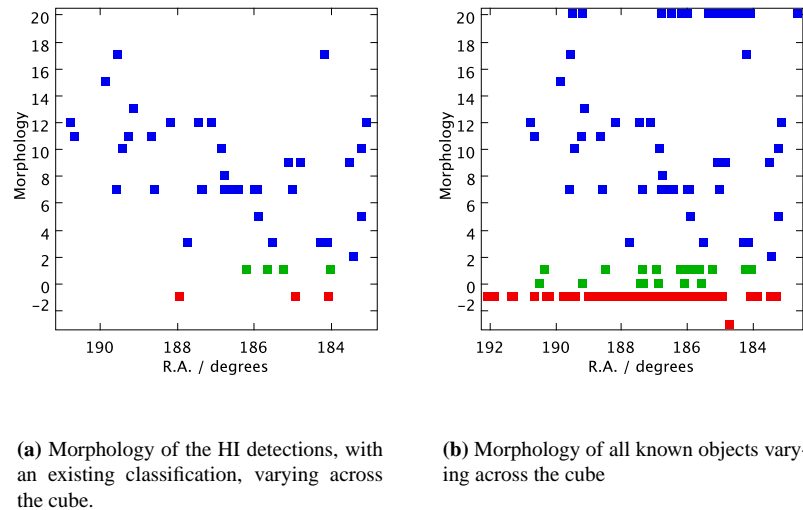 20
18
16
14
12
10
8
6
4
2
0
−2
Morphology
190 188 186 184
R.A. / degrees
20
18
16
14
12
10
8
6
4
2
0
−2
Morphology
192 190 188 186 184
R.A. / degrees
(a) Morphology of the HI detections, with
an existing classification, varying across
the cube.
(b) Morphology of all known objects vary-
ing across the cube